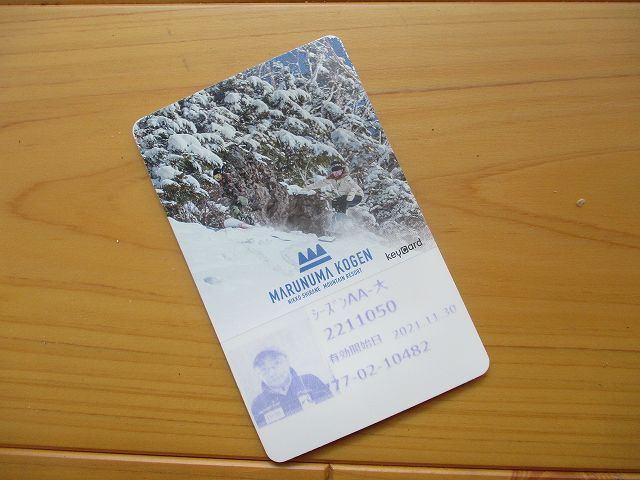 MARUNUMA KOGEN
NIKKO SHIRANE MOUNTAIN RESORT
keycard
シーズンAA-大
2211050
有効開始日 2021.11.30
77-02-10482